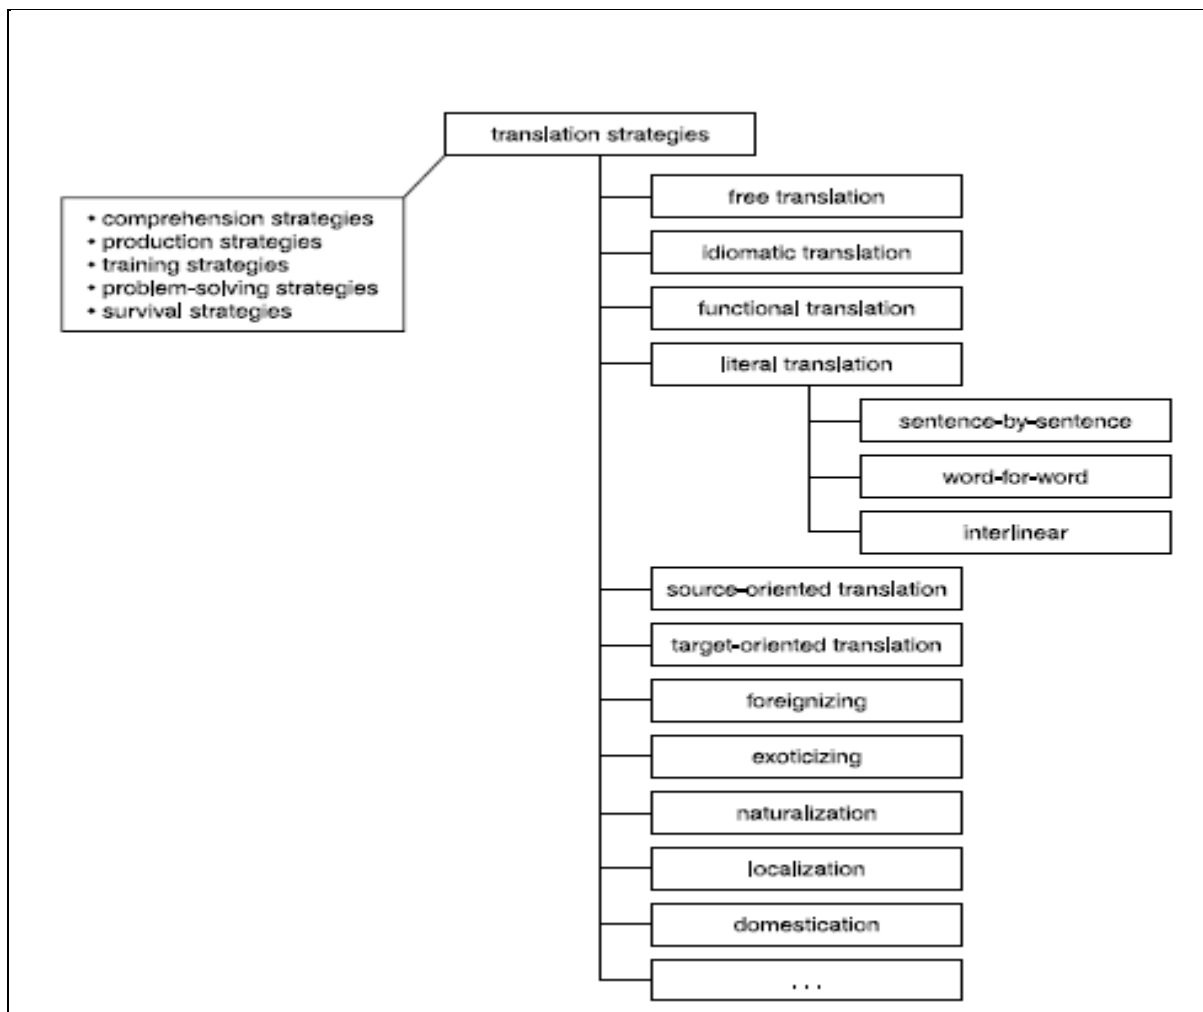 translation strategies
• comprehension strategies
• production strategies
• training strategies
• problem-solving strategies
• survival strategies
free translation
idiomatic translation
functional translation
literal translation
sentence-by-sentence
word-for-word
interlinear
source-oriented translation
target-oriented translation
foreignizing
exoticizing
naturalization
localization
domestication
. . .